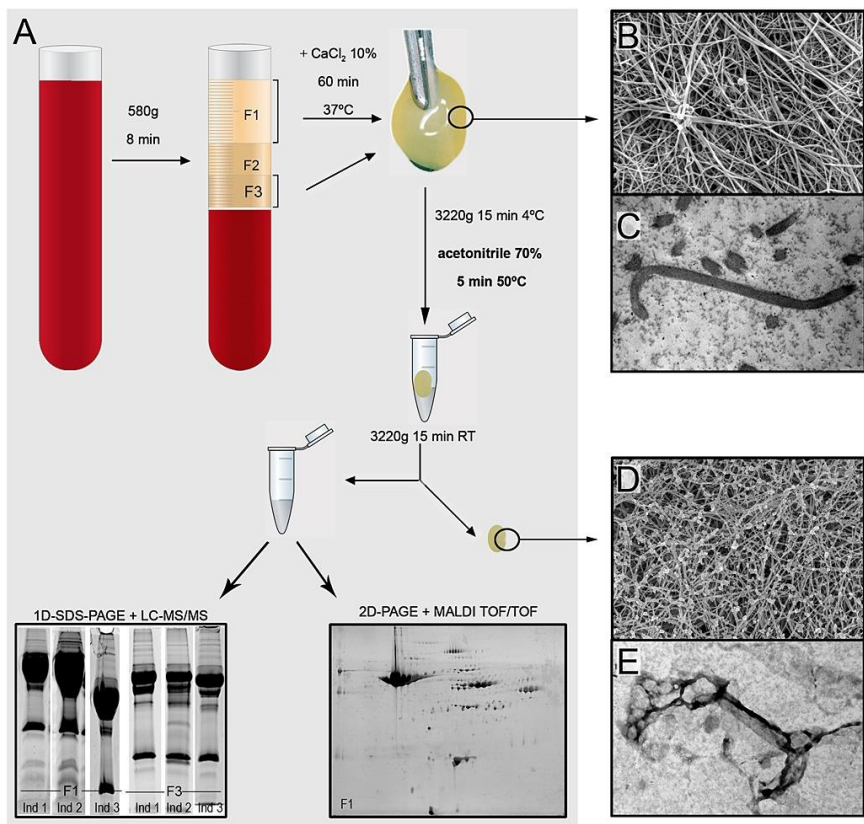 A
580g
8 min
F1
F2
F3
+ CaCl₂ 10%
60 min
37ºC
3220g 15 min 4ºC
acetonitrile 70%
5 min 50ºC
3220g 15 min RT
1D-SDS-PAGE + LC-MS/MS
F1
F3
Ind 1 Ind 2 Ind 3 Ind 1 Ind 2 Ind 3
2D-PAGE + MALDI TOF/TOF
F1
B
C
D
E